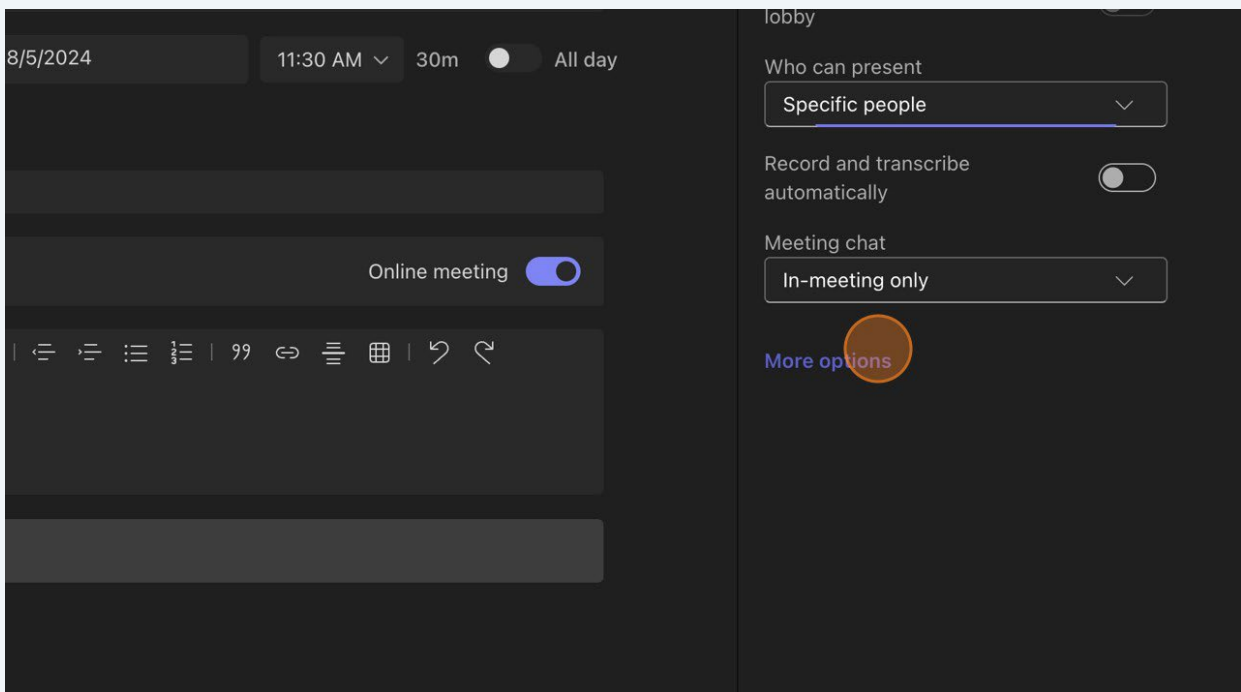 lobby
8/5/2024 11:30 AM 30m All day
Who can present
Specific people
Record and transcribe
automatically
Online meeting
Meeting chat
In-meeting only
More options